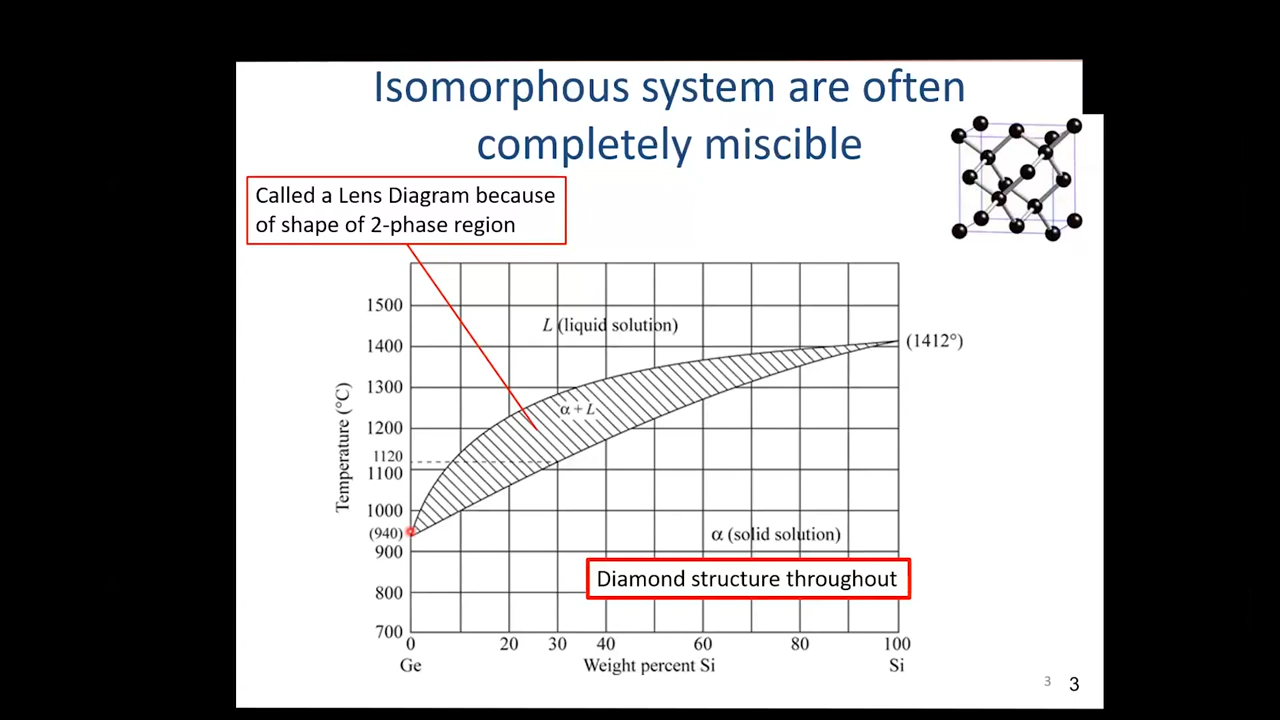 Isomorphous system are often
completely miscible
Called a Lens Diagram because
of shape of 2-phase region
1500
L (liquid solution)
1400
(1412°)
1300
α + L
1200
1120
1100
1000
(940)
α (solid solution)
900
Diamond structure throughout
800
700
Temperature (°C)
0 20 30 40 60 80 100
Ge Weight percent Si Si
3 3